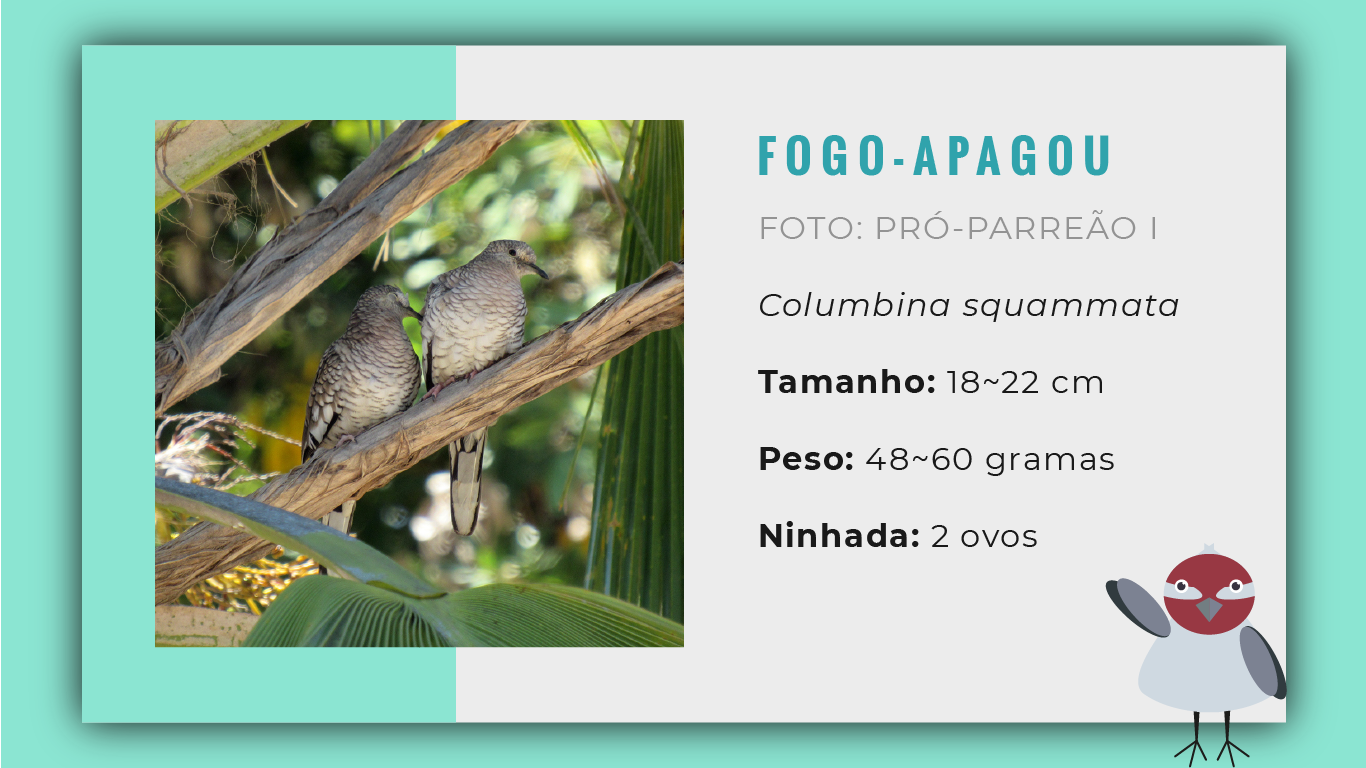 FOGO-APAGOU
FOTO: PRÓ-PARREÃO I
Columbina squammata
Tamanho: 18~22 cm
Peso: 48~60 gramas
Ninhada: 2 ovos